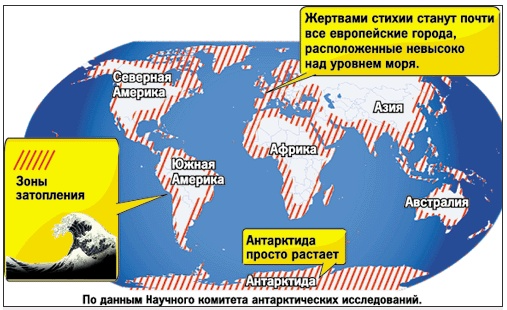 Жертвами стихии станут почти
все европейские города,
расположенные невысоко
над уровнем моря.
Северная
Америка
Азия
Африка
Южная
Америка
Зоны
затопления
Австралия
Антарктида
просто растает
Антарктида
По данным Научного комитета антарктических исследований.